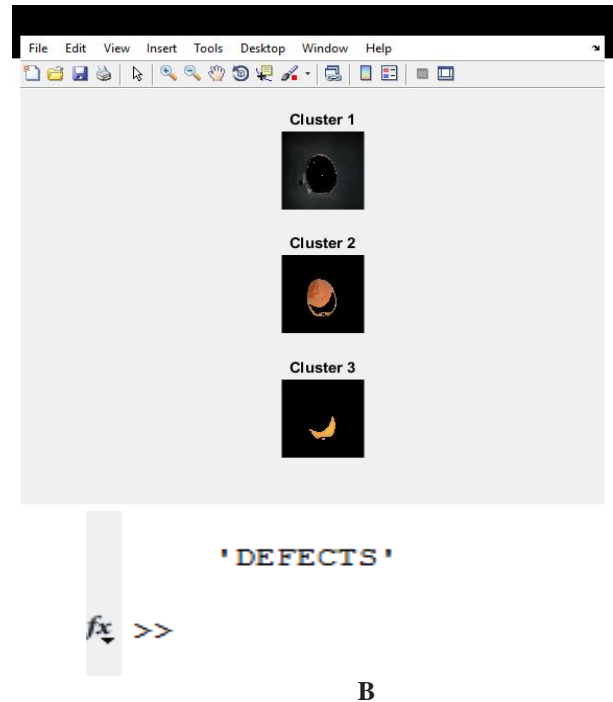 File Edit View Insert Tools Desktop Window Help
Cluster 1
Cluster 2
Cluster 3
'DEFECTS'
fx >>
B